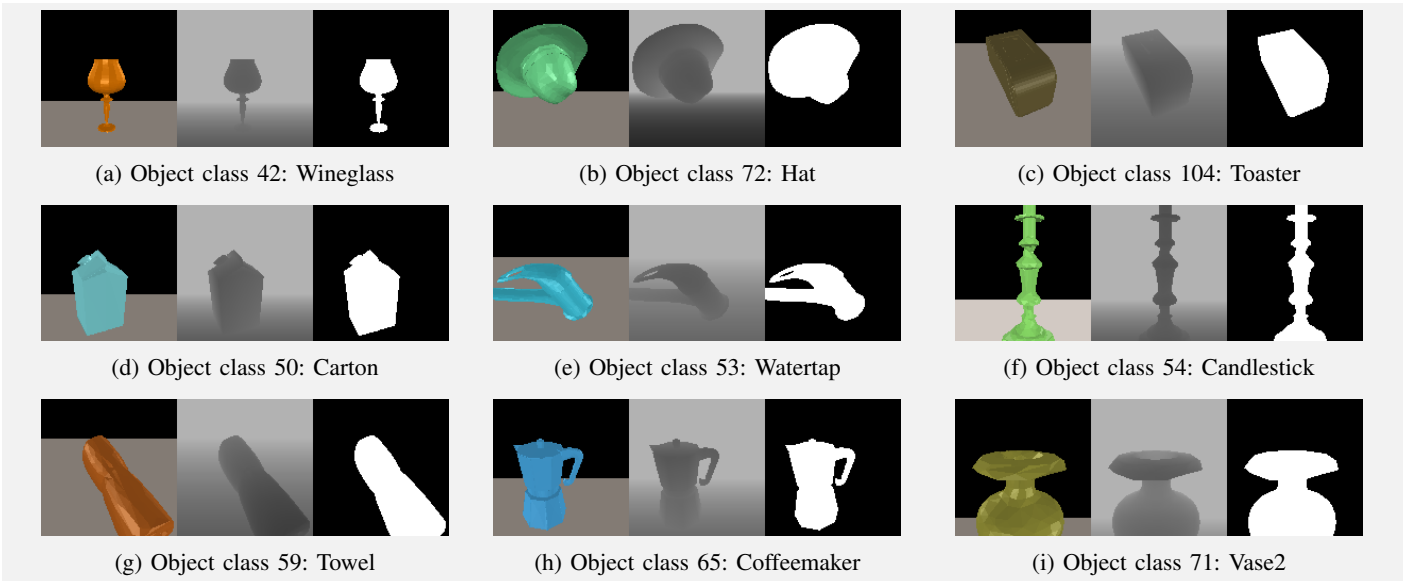 (a) Object class 42: Wineglass
(b) Object class 72: Hat
(c) Object class 104: Toaster
(d) Object class 50: Carton
(e) Object class 53: Watertap
(f) Object class 54: Candlestick
(g) Object class 59: Towel
(h) Object class 65: Coffeemaker
(i) Object class 71: Vase2